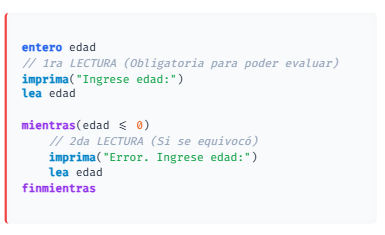 entero edad
// 1ra LECTURA (Obligatoria para poder evaluar)
imprima("Ingrese edad:")
lea edad
mientras(edad ⩽ 0)
// 2da LECTURA (Si se equivocó)
imprima("Error. Ingrese edad:")
lea edad
finmientras